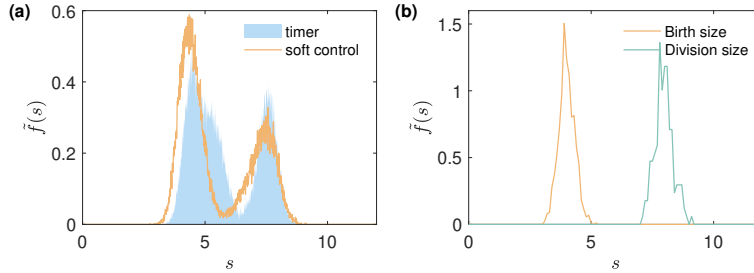 (a)
0.6
0.4
0.2
0
f̃(s)
timer
soft control
0 5 10
s
(b)
1.5
1
0.5
0
f̃(s)
Birth size
Division size
0 5 10
s